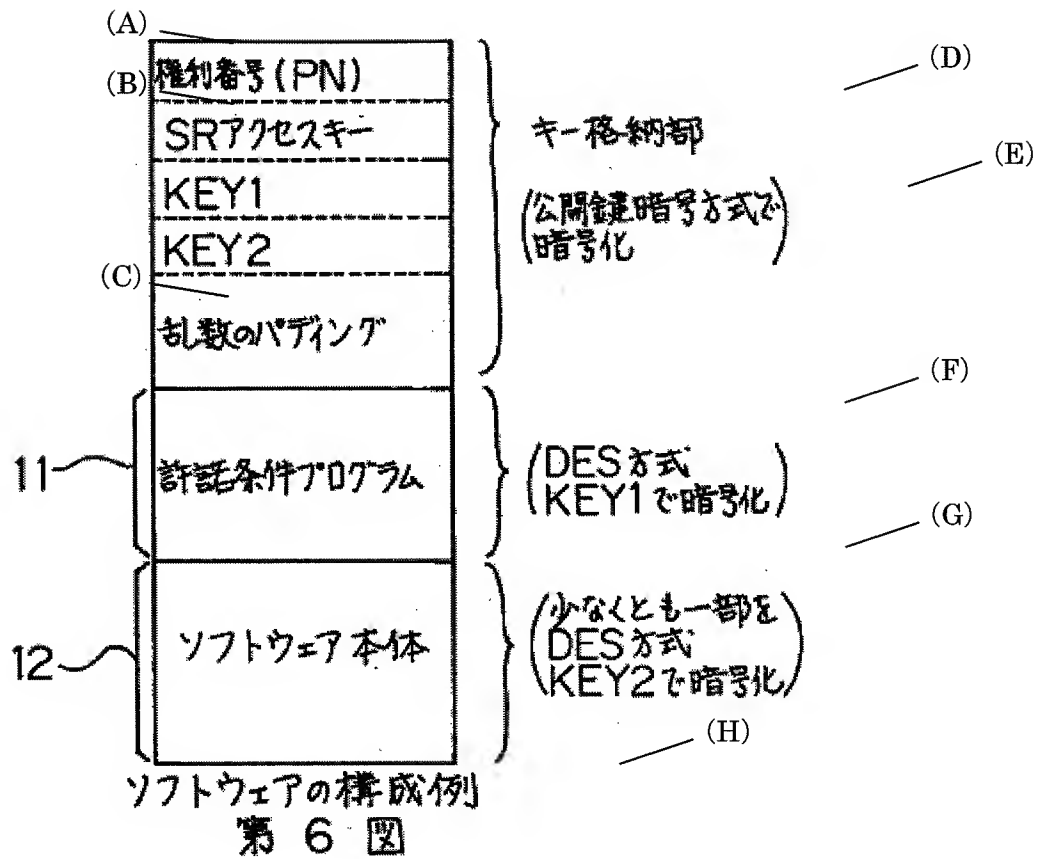 (A)
権利番号(PN)
(B)
SRアクセスキー
KEY1
KEY2
(C)
乱数のパディング
キー格納部
(公開鍵暗号方式で
暗号化)
(D)
(E)
(F)
11
許諾条件プログラム
(DES方式
KEY1で暗号化)
(G)
12
ソフトウェア本体
(少なくとも一部を
DES方式
KEY2で暗号化)
(H)
ソフトウェアの構成例
第 6 図